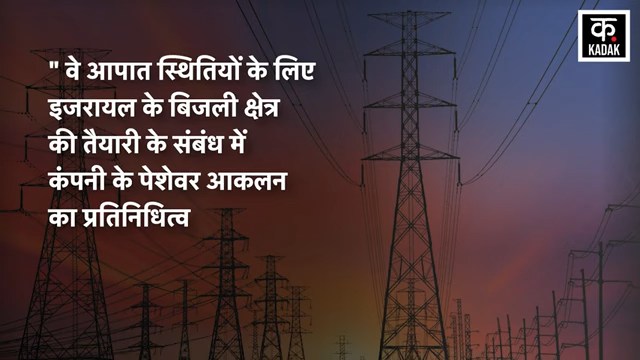 क.
KADAK
" वे आपात स्थितियों के लिए
इजरायल के बिजली क्षेत्र
की तैयारी के संबंध में
कंपनी के पेशेवर आकलन
का प्रतिनिधित्व